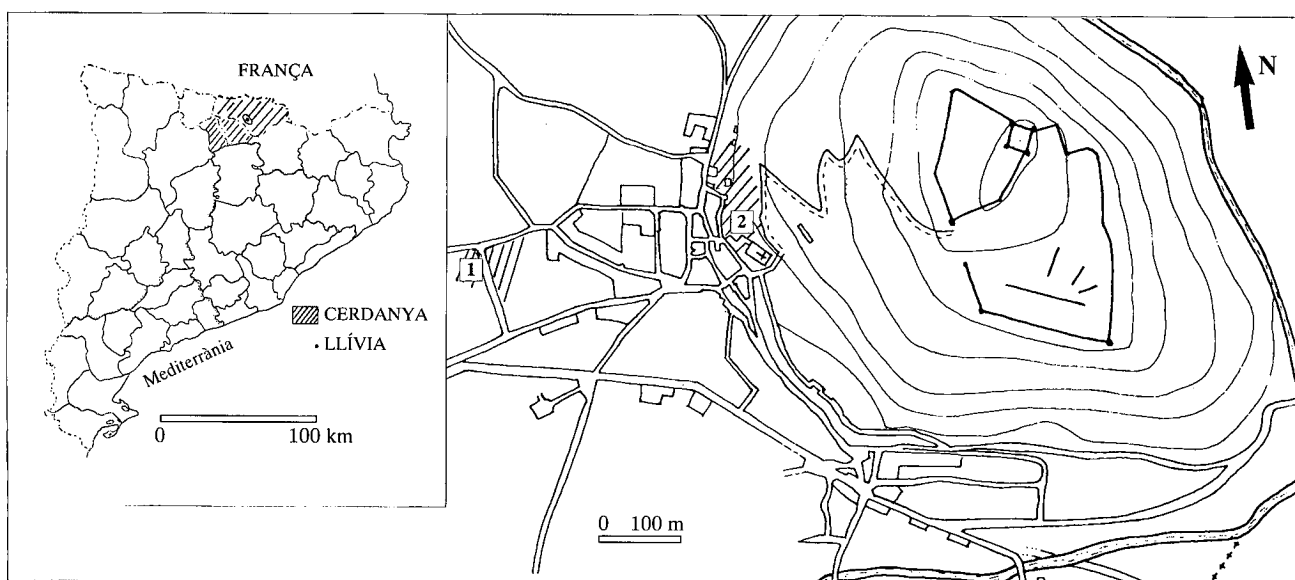 FRANÇA
CERDANYA
LLÍVIA
Mediterrània
0 100 km
N
2
1
0 100 m